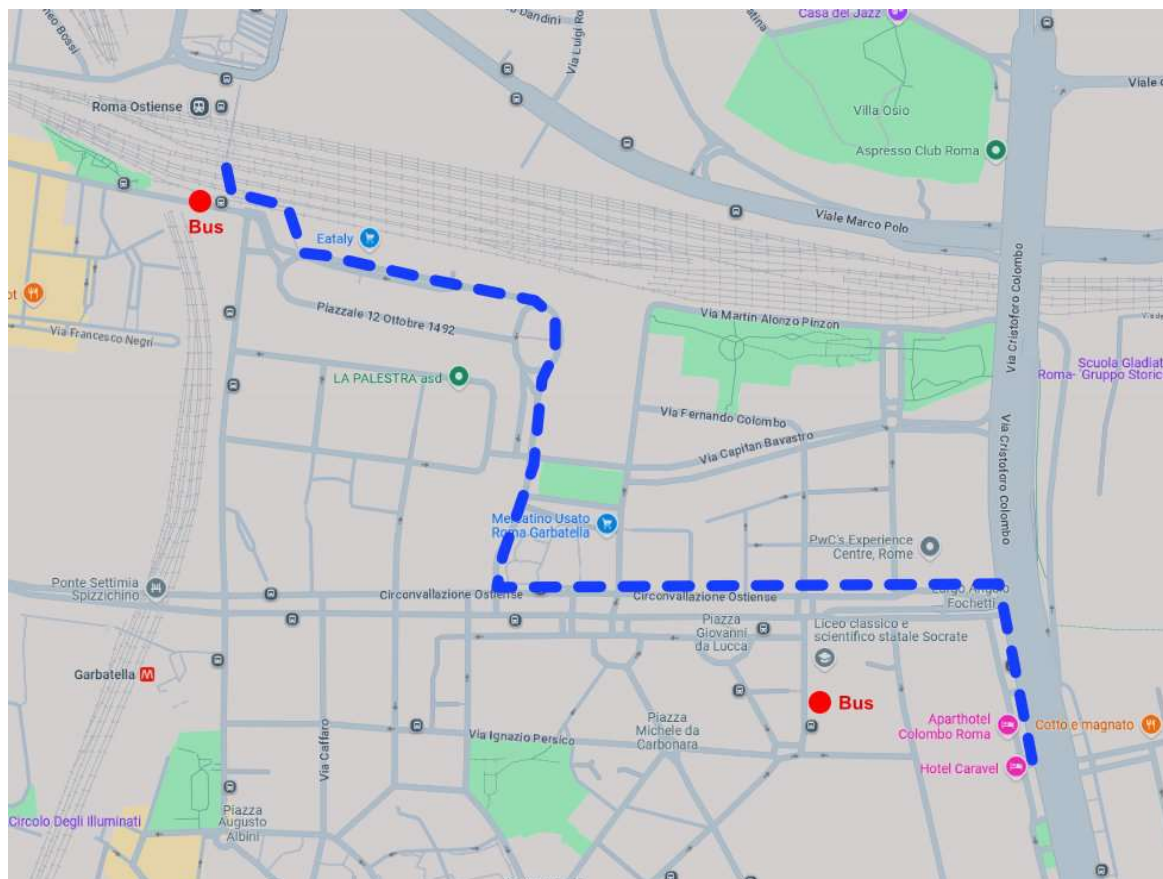 Casa del Jazz
Via Luigi Ro
Roma Ostiense
Villa Osio
Viale
Aspresso Club Roma
Bus
Viale Marco Polo
Eataly
Via Cristoforo Colombo
Piazzale 12 Ottobre 1492
Via Martin Alonzo Pinzon
Via Francesco Negri
LA PALESTRA asd
Scuola Gladiat
Roma- Gruppo Storic
Via Fernando Colombo
Via Capitan Bavastro
Via Cristoforo Colombo
Mercatino Usato
Roma Garbatella
PwC's Experience
Centre, Rome
Ponte Settimia
Spizzichino
Circonvallazione Ostiense
Circonvallazione Ostiense
Largo Angelo
Fochetti
Piazza
Giovanni
da Lucca
Liceo classico e
scientifico statale Socrate
Garbatella
M
Bus
Via Caffaro
Via Ignazio Persico
Piazza
Michele da
Carbonara
Aparthotel
Colombo Roma
Cotto e magnato
Hotel Caravel
Circolo Degli Illuminati
Piazza
Augusto
Albini